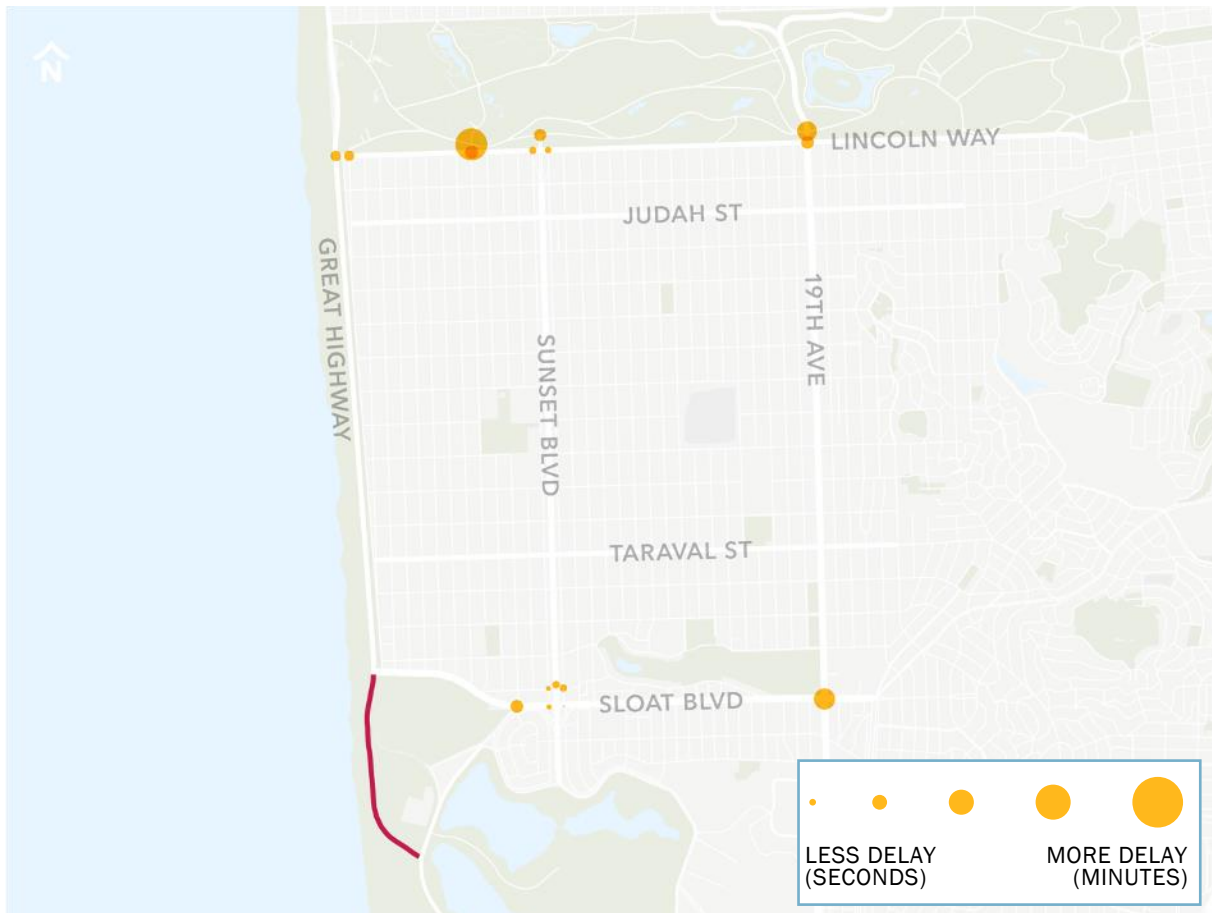 N
LINCOLN WAY
JUDAH ST
GREAT HIGHWAY
19TH AVE
SUNSET BLVD
TARAVAL ST
SLOAT BLVD
LESS DELAY
(SECONDS)
MORE DELAY
(MINUTES)